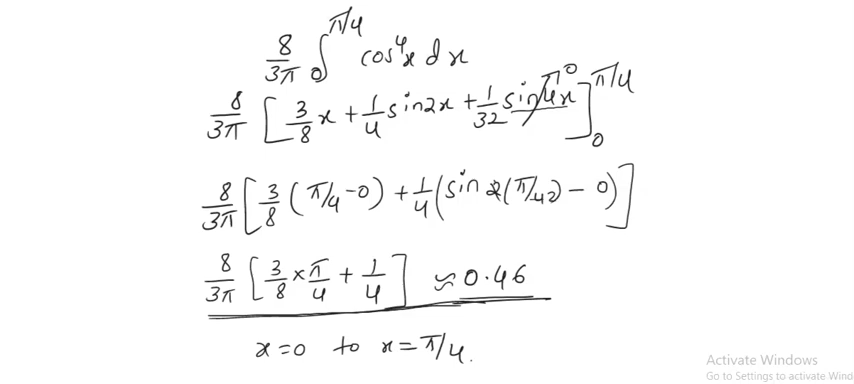 8/3π ∫₀^π/4 cos⁴x dx
8/3π [ 3/8 x + 1/4 sin2x + 1/32 sin4x ]₀^π/4
8/3π [ 3/8 (π/4 - 0) + 1/4 (sin 2(π/42) - 0) ]
8/3π [ 3/8 × π/4 + 1/4 ] ≈ 0.46
x = 0 to x = π/4.
Activate Windows
Go to Settings to activate Wind